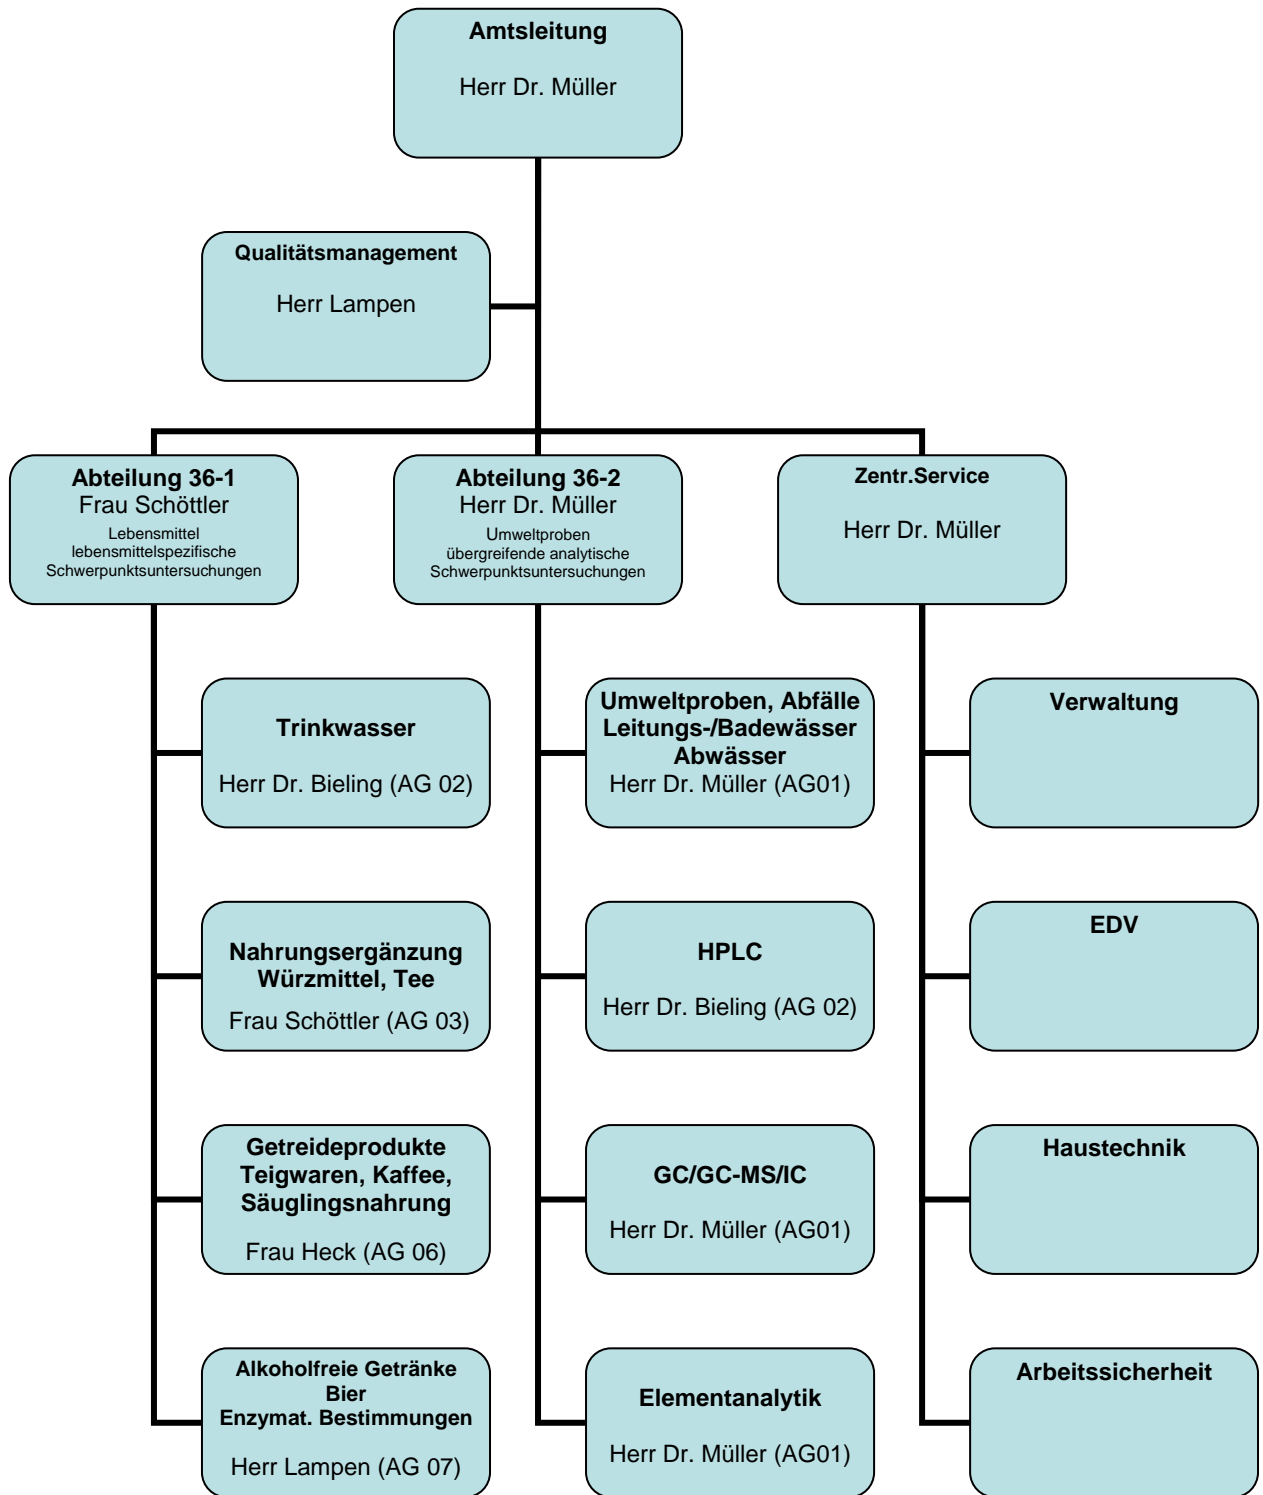 Amtsleitung
Herr Dr. Müller
Qualitätsmanagement
Herr Lampen
Abteilung 36-1
Frau Schöttler
Lebensmittel
lebensmittelspezifische
Schwerpunktsuntersuchungen
Abteilung 36-2
Herr Dr. Müller
Umweltproben
übergreifende analytische
Schwerpunktsuntersuchungen
Zentr.Service
Herr Dr. Müller
Trinkwasser
Herr Dr. Bieling (AG 02)
Umweltproben, Abfälle
Leitungs-/Badewässer
Abwässer
Herr Dr. Müller (AG01)
Verwaltung
Nahrungsergänzung
Würzmittel, Tee
Frau Schöttler (AG 03)
HPLC
Herr Dr. Bieling (AG 02)
EDV
Getreideprodukte
Teigwaren, Kaffee,
Säuglingsnahrung
Frau Heck (AG 06)
GC/GC-MS/IC
Herr Dr. Müller (AG01)
Haustechnik
Alkoholfreie Getränke
Bier
Enzymat. Bestimmungen
Herr Lampen (AG 07)
Elementanalytik
Herr Dr. Müller (AG01)
Arbeitssicherheit